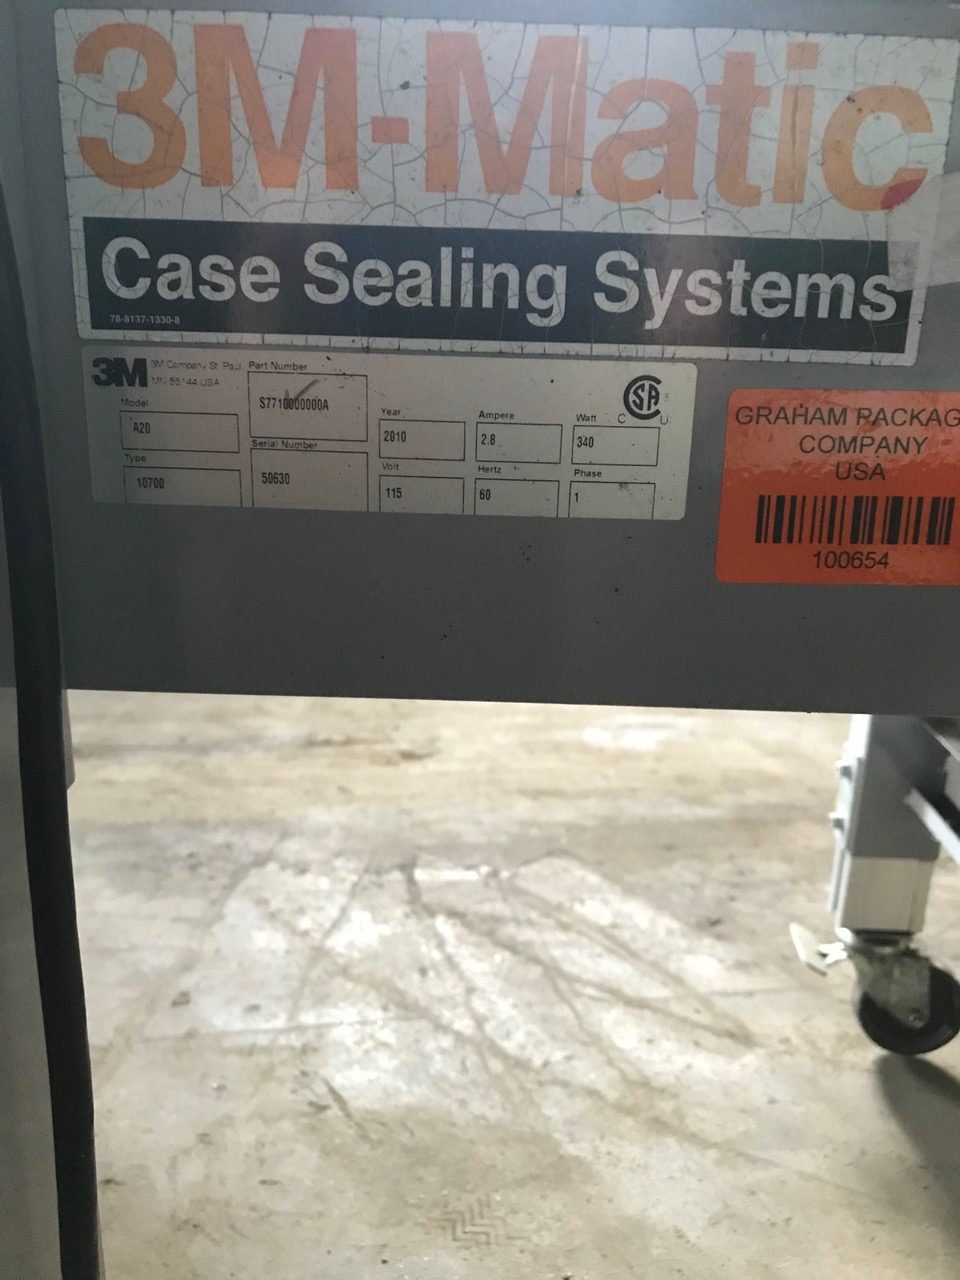 3M-Matic
Case Sealing Systems
78-8137-1330-8
3M
3M Company St. Paul
MN 55144 USA
Part Number
S7710000000A
Model
A20
Serial Number
50630
Type
10700
Year
2010
Ampere
2.8
Watt
340
Volt
115
Hertz
60
Phase
1
C U
GRAHAM PACKAG
COMPANY
USA
100654